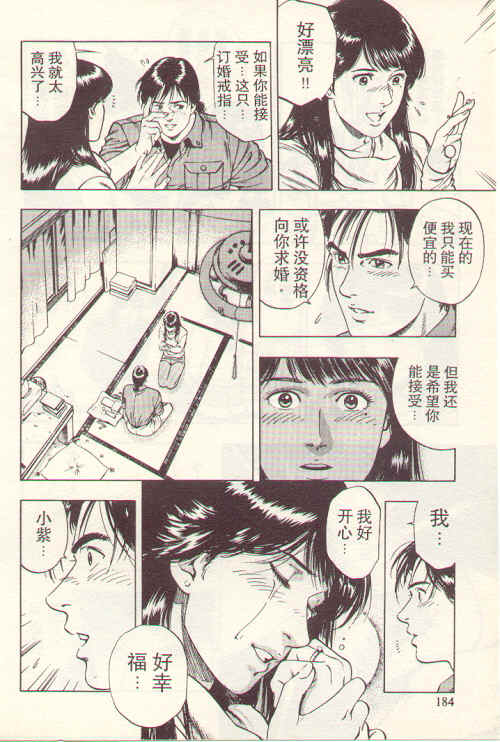 好漂亮!!
如果你能接
受…这只…
订婚戒指…
我就太
高兴了…
现在的
我只能买
便宜的…
或许没资格
向你求婚。
但我还
是希望你
能接受…
我…
我好
开心…
好幸
福…
小紫…
184